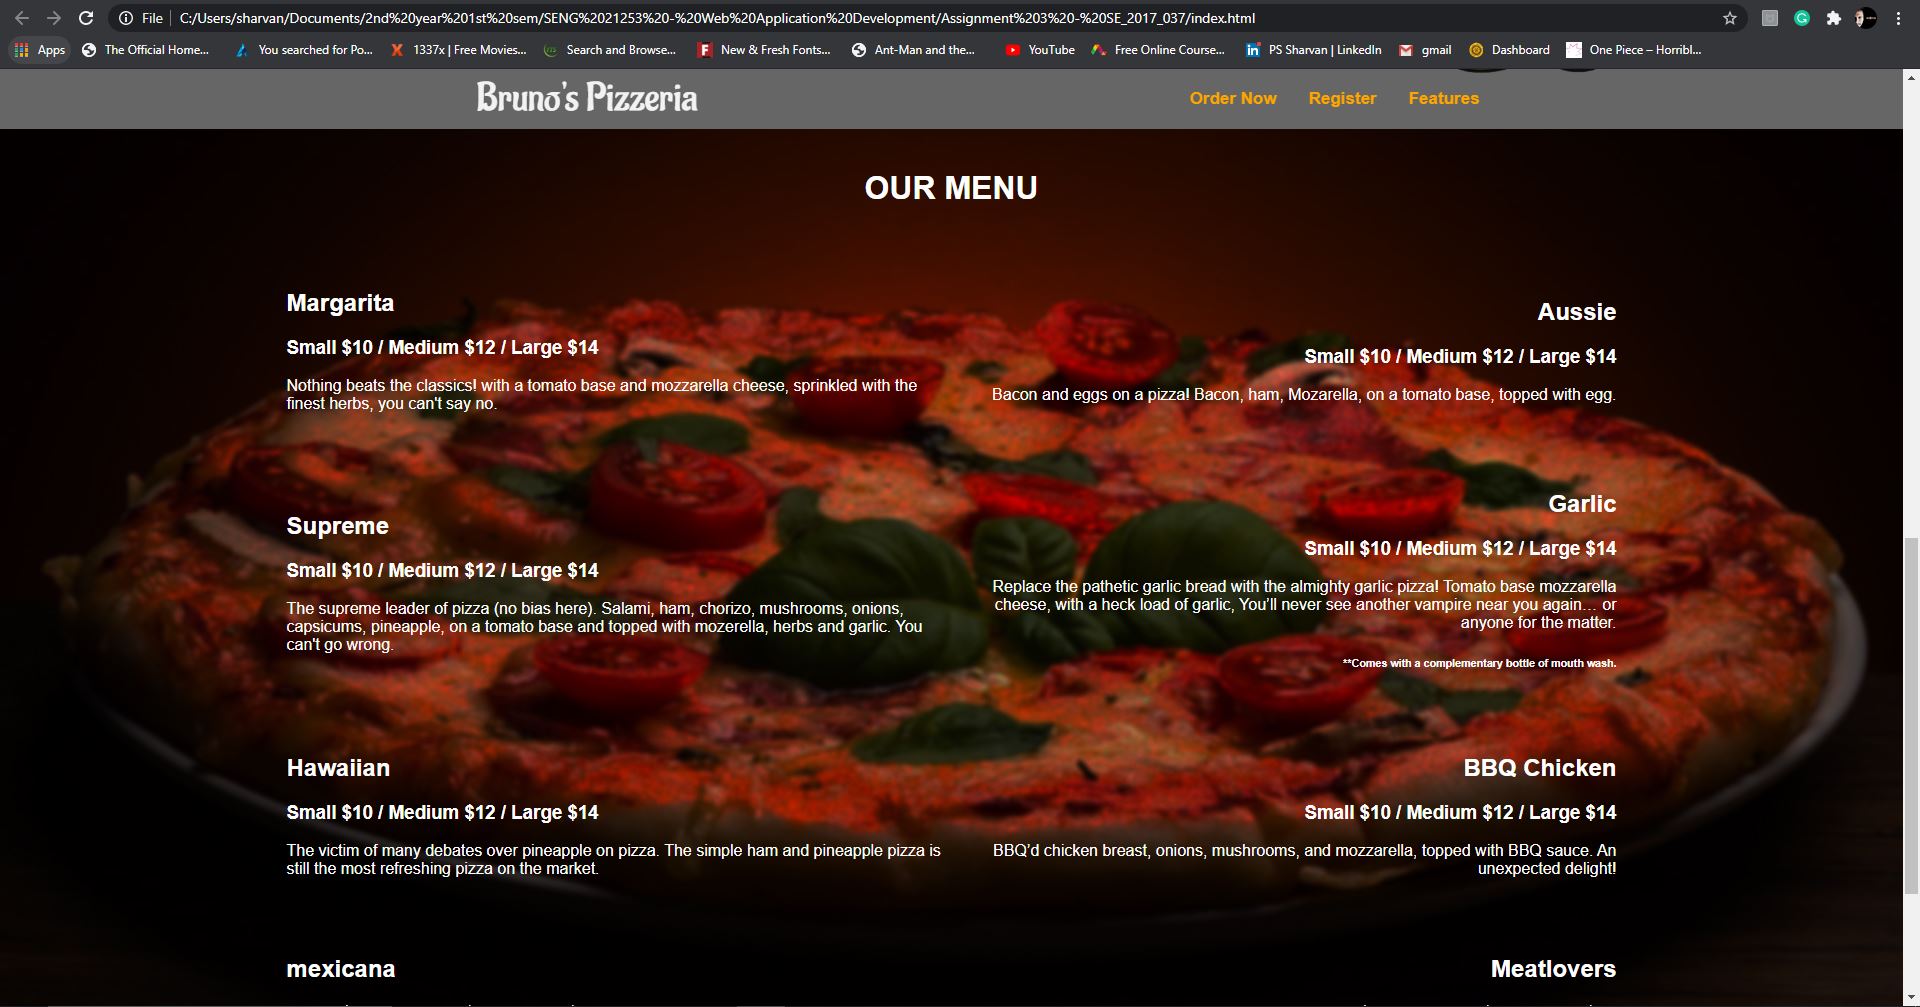 File
C:/Users/sharvan/Documents/2nd%20year%201st%20sem/SENG%2021253%20-%20Web%20Application%20Development/Assignment%203%20-%20SE_2017_037/index.html
Apps
The Official Home...
You searched for Po...
1337x | Free Movies...
Search and Browse...
New & Fresh Fonts...
Ant-Man and the...
YouTube
Free Online Course...
PS Sharvan | LinkedIn
gmail
Dashboard
One Piece – Horribl...
Bruno's Pizzeria
Order Now
Register
Features
OUR MENU
Margarita
Small $10 / Medium $12 / Large $14
Nothing beats the classics! with a tomato base and mozzarella cheese, sprinkled with the
finest herbs, you can't say no.
Aussie
Small $10 / Medium $12 / Large $14
Bacon and eggs on a pizza! Bacon, ham, Mozarella, on a tomato base, topped with egg.
Supreme
Small $10 / Medium $12 / Large $14
The supreme leader of pizza (no bias here). Salami, ham, chorizo, mushrooms, onions,
capsicums, pineapple, on a tomato base and topped with mozerella, herbs and garlic. You
can't go wrong.
Garlic
Small $10 / Medium $12 / Large $14
Replace the pathetic garlic bread with the almighty garlic pizza! Tomato base mozzarella
cheese, with a heck load of garlic, You’ll never see another vampire near you again… or
anyone for the matter.
**Comes with a complementary bottle of mouth wash.
Hawaiian
Small $10 / Medium $12 / Large $14
The victim of many debates over pineapple on pizza. The simple ham and pineapple pizza is
still the most refreshing pizza on the market.
BBQ Chicken
Small $10 / Medium $12 / Large $14
BBQ’d chicken breast, onions, mushrooms, and mozzarella, topped with BBQ sauce. An
unexpected delight!
mexicana
Meatlovers